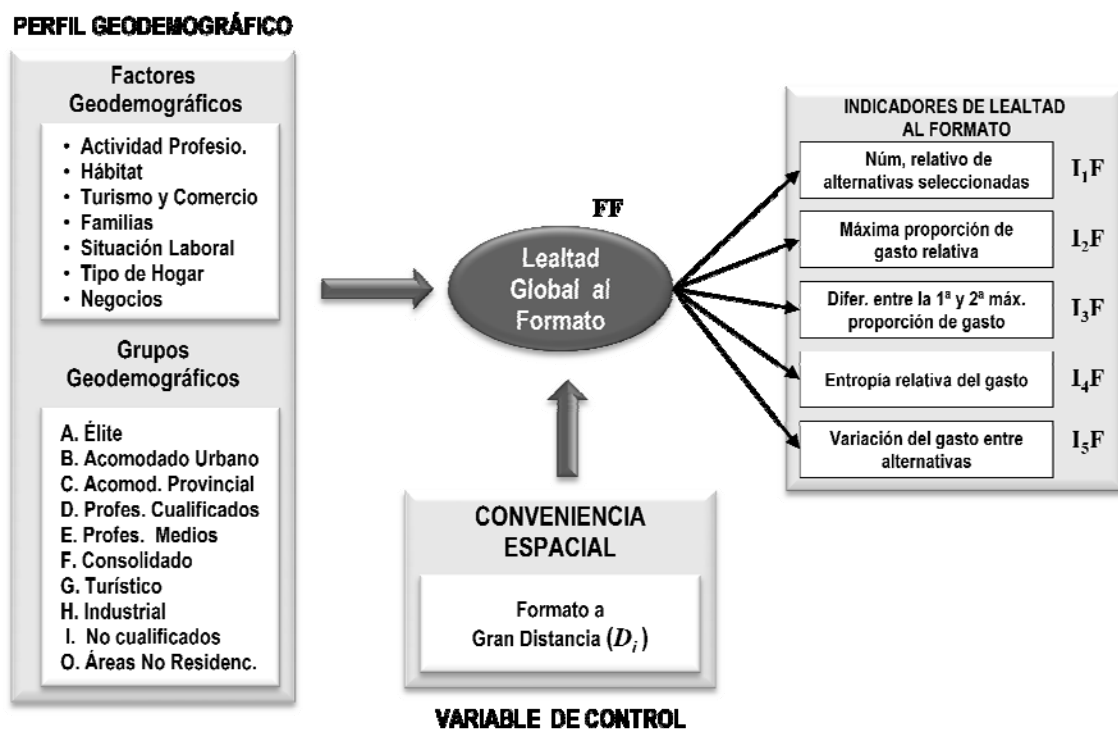 PERFIL GEODEMOGRÁFICO
Factores
Geodemográficos
• Actividad Profesio.
• Hábitat
• Turismo y Comercio
• Familias
• Situación Laboral
• Tipo de Hogar
• Negocios
Grupos
Geodemográficos
A. Élite
B. Acomodado Urbano
C. Acomod. Provincial
D. Profes. Cualificados
E. Profes. Medios
F. Consolidado
G. Turístico
H. Industrial
I. No cualificados
O. Áreas No Residenc.
FF
Lealtad
Global al
Formato
CONVENIENCIA
ESPACIAL
Formato a
Gran Distancia (Di)
VARIABLE DE CONTROL
INDICADORES DE LEALTAD
AL FORMATO
Núm, relativo de
alternativas seleccionadas
I1F
Máxima proporción de
gasto relativa
I2F
Difer. entre la 1ª y 2ª máx.
proporción de gasto
I3F
Entropía relativa del gasto
I4F
Variación del gasto entre
alternativas
I5F